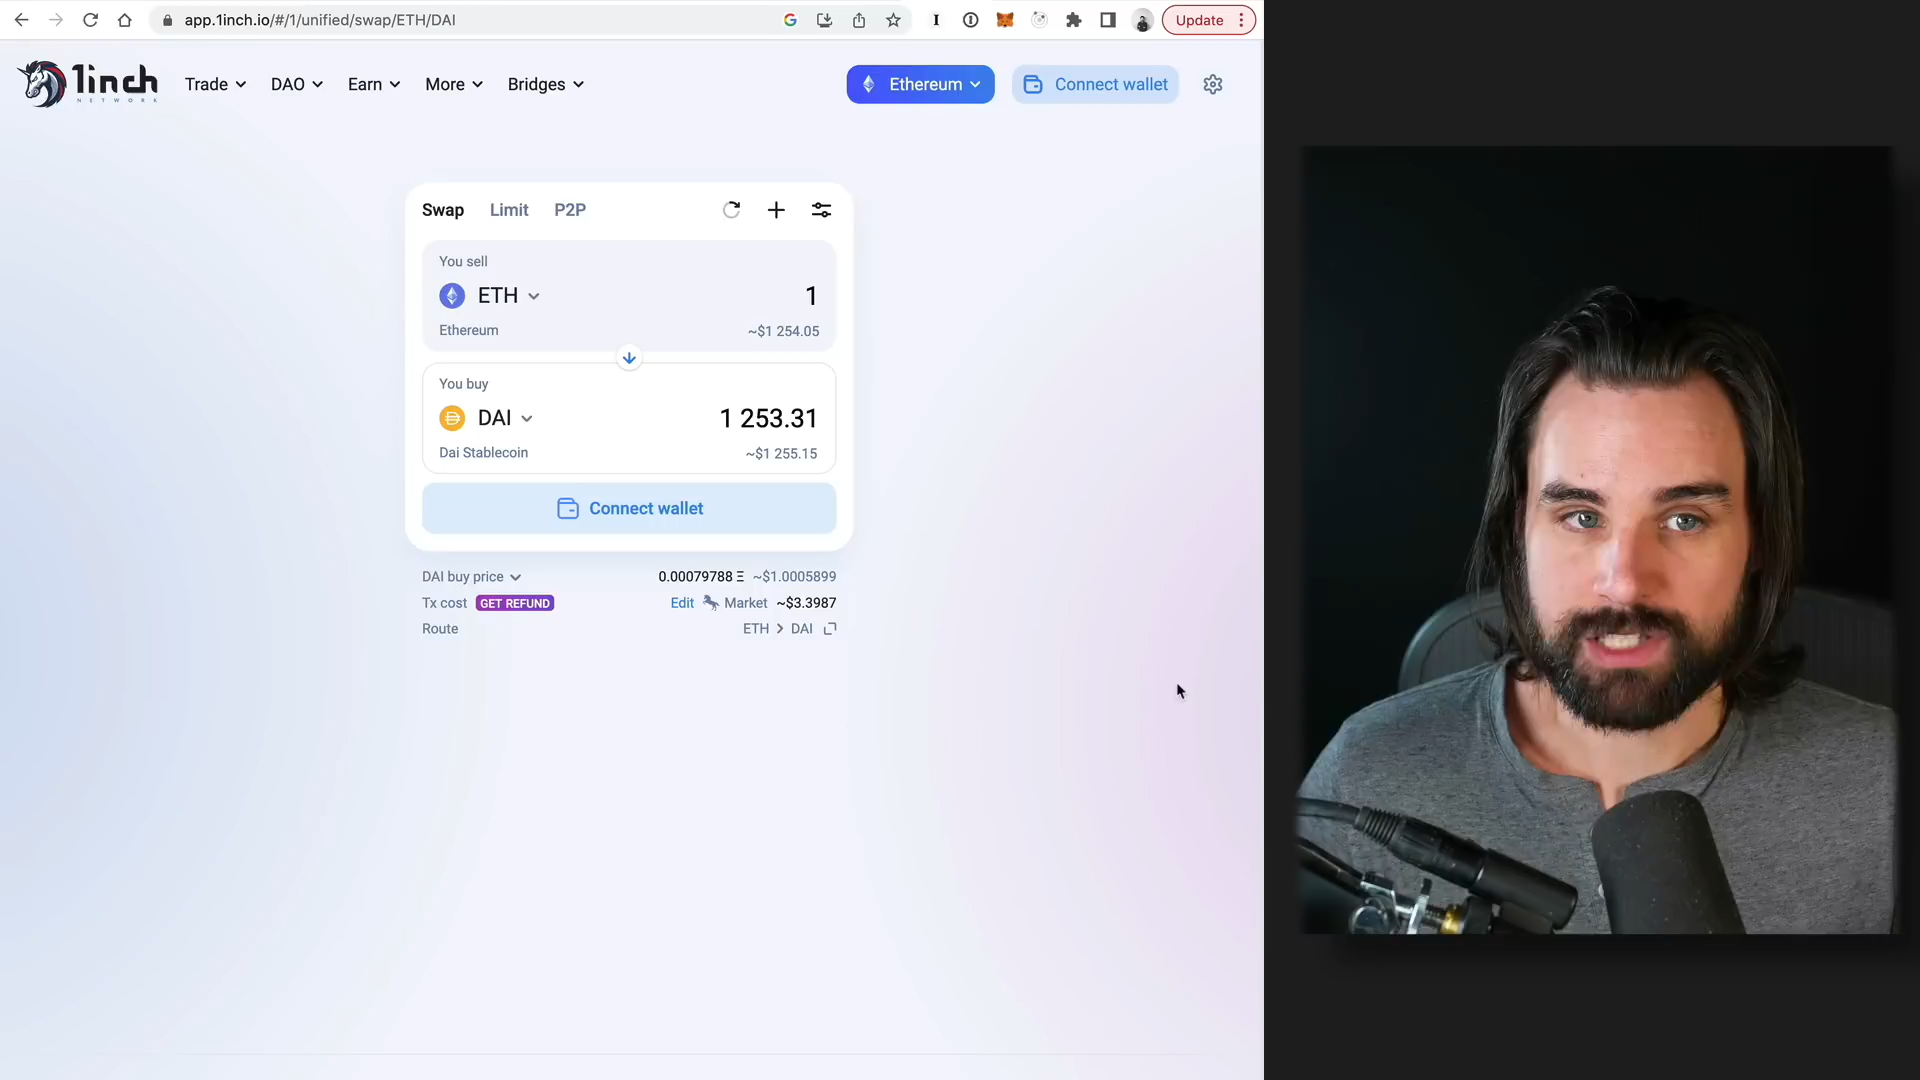 app.1inch.io/#/1/unified/swap/ETH/DAI
Update
1inch
NETWORK
Trade
DAO
Earn
More
Bridges
Ethereum
Connect wallet
Swap
Limit
P2P
You sell
ETH
1
Ethereum
~$1 254.05
You buy
DAI
1 253.31
Dai Stablecoin
~$1 255.15
Connect wallet
DAI buy price
0.00079788 Ξ ~$1.0005899
Tx cost GET REFUND
Edit Market ~$3.3987
Route
ETH > DAI